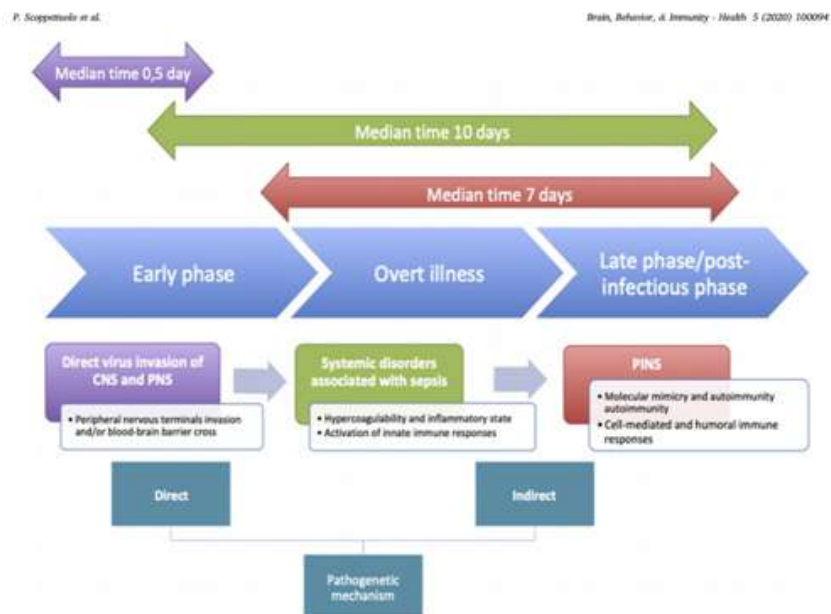 P. Scoppettuolo et al.
Brain, Behavior, & Immunity - Health 5 (2020) 100094
Median time 0,5 day
Median time 10 days
Median time 7 days
Early phase
Overt illness
Late phase/post-
infectious phase
Direct virus invasion of
CNS and PNS
• Peripheral nervous terminals invasion
and/or blood-brain barrier cross
Systemic disorders
associated with sepsis
• Hypercoagulability and inflammatory state
• Activation of innate immune responses
PINS
• Molecular mimicry and autoimmunity
autoimmunity
• Cell-mediated and humoral immune
responses
Direct
Indirect
Pathogenetic
mechanism